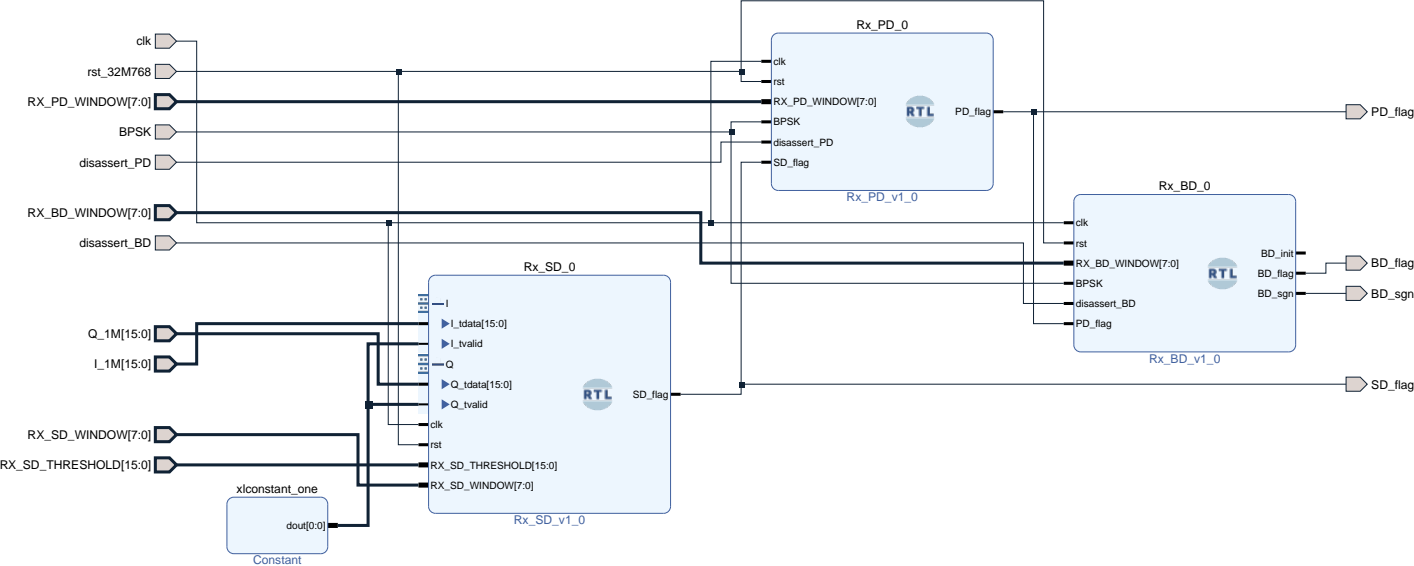 clk
rst_32M768
RX_PD_WINDOW[7:0]
BPSK
disassert_PD
RX_BD_WINDOW[7:0]
disassert_BD
Q_1M[15:0]
I_1M[15:0]
RX_SD_WINDOW[7:0]
RX_SD_THRESHOLD[15:0]
xlconstant_one
dout[0:0]
Constant
Rx_SD_0
I
I_tdata[15:0]
I_tvalid
Q
Q_tdata[15:0]
Q_tvalid
clk
rst
RX_SD_THRESHOLD[15:0]
RX_SD_WINDOW[7:0]
RTL
SD_flag
Rx_SD_v1_0
Rx_PD_0
clk
rst
RX_PD_WINDOW[7:0]
BPSK
disassert_PD
SD_flag
RTL
PD_flag
Rx_PD_v1_0
Rx_BD_0
clk
rst
RX_BD_WINDOW[7:0]
BPSK
disassert_BD
PD_flag
RTL
BD_init
BD_flag
BD_sgn
Rx_BD_v1_0
PD_flag
BD_flag
BD_sgn
SD_flag